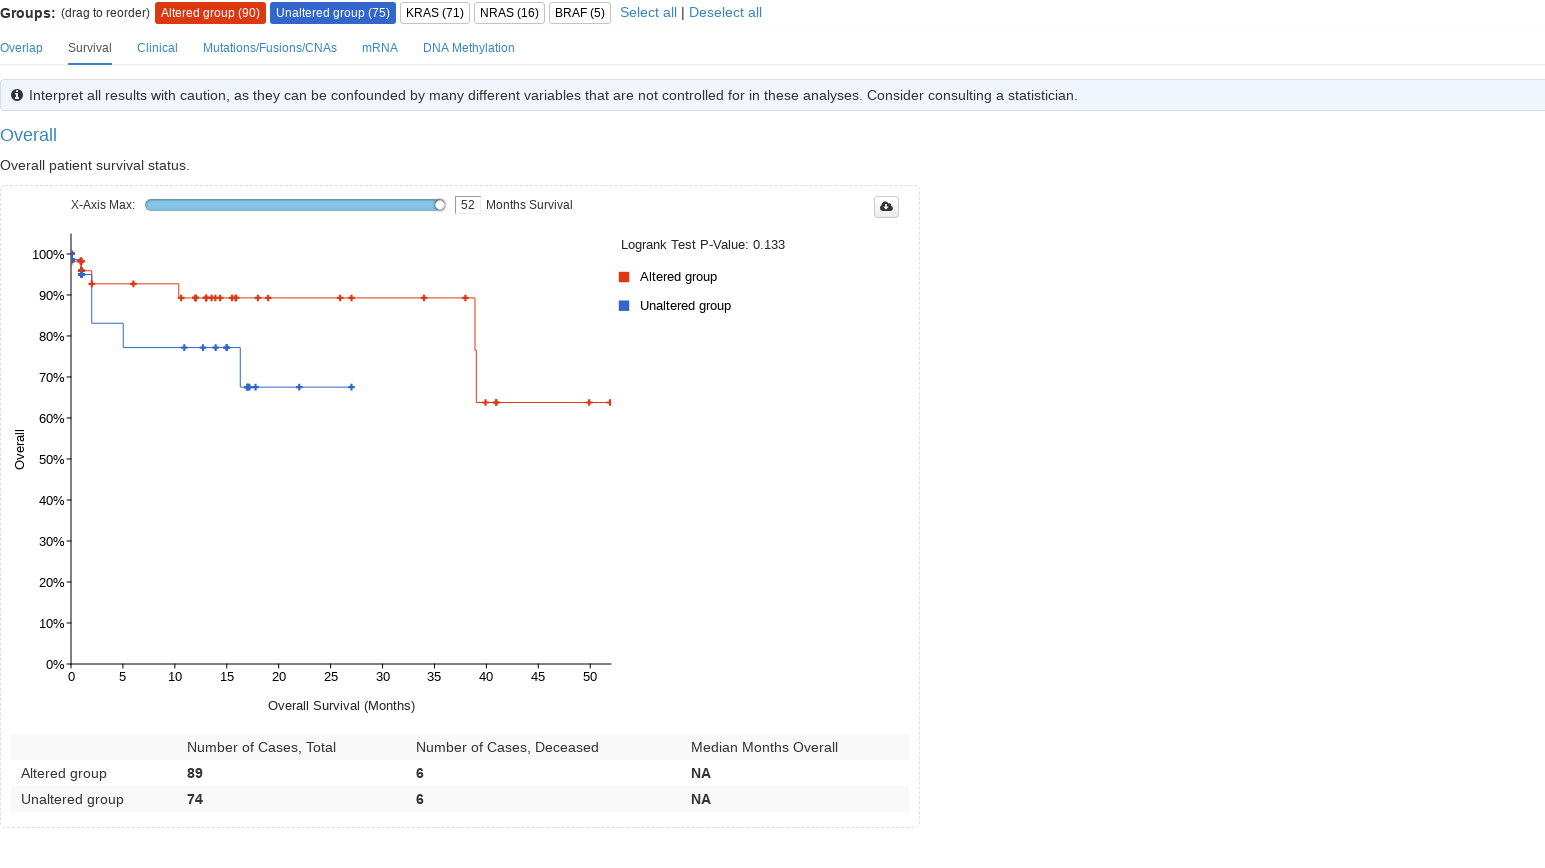 Groups: (drag to reorder) Altered group (90) Unaltered group (75) KRAS (71) NRAS (16) BRAF (5) Select all | Deselect all
Overlap Survival Clinical Mutations/Fusions/CNAs mRNA DNA Methylation
Interpret all results with caution, as they can be confounded by many different variables that are not controlled for in these analyses. Consider consulting a statistician.
Overall
Overall patient survival status.
X-Axis Max: 52 Months Survival
Logrank Test P-Value: 0.133
Altered group
Unaltered group
100%
90%
80%
70%
60%
50%
40%
30%
20%
10%
0%
Overall
0 5 10 15 20 25 30 35 40 45 50
Overall Survival (Months)
Number of Cases, Total Number of Cases, Deceased Median Months Overall
Altered group 89 6 NA
Unaltered group 74 6 NA